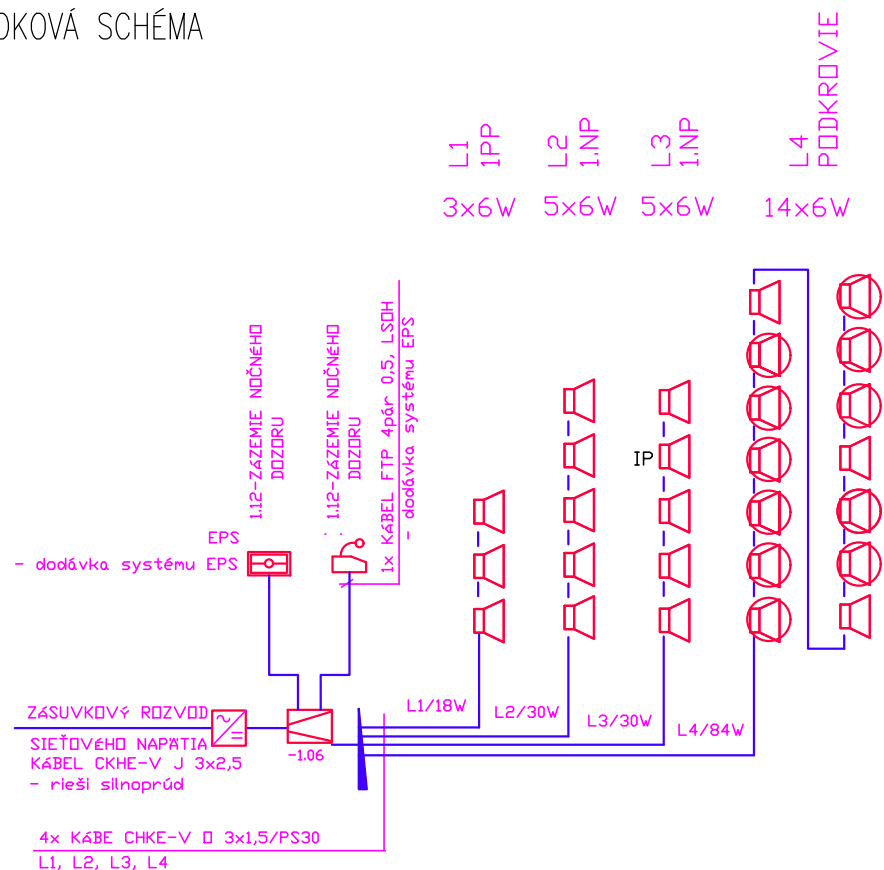 OKOVÁ SCHÉMA
L1
1PP
L2
1.NP
L3
1.NP
L4
PODKROVIE
3x6W
5x6W
5x6W
14x6W
1.12-ZÁZEMIE NOČNÉHO
DOZORU
1.12-ZÁZEMIE NOČNÉHO
DOZORU
1x KÁBEL FTP 4pár 0,5, LSOH
- dodávka systému EPS
IP
EPS
- dodávka systému EPS
L1/18W
L2/30W
L3/30W
L4/84W
ZÁSUVKOVÝ ROZVOD
SIEŤOVÉHO NAPÄTIA
KÁBEL CKHE-V J 3x2,5
- rieši silnoprúd
-1.06
4x KÁBE CHKE-V O 3x1,5/PS30
L1, L2, L3, L4